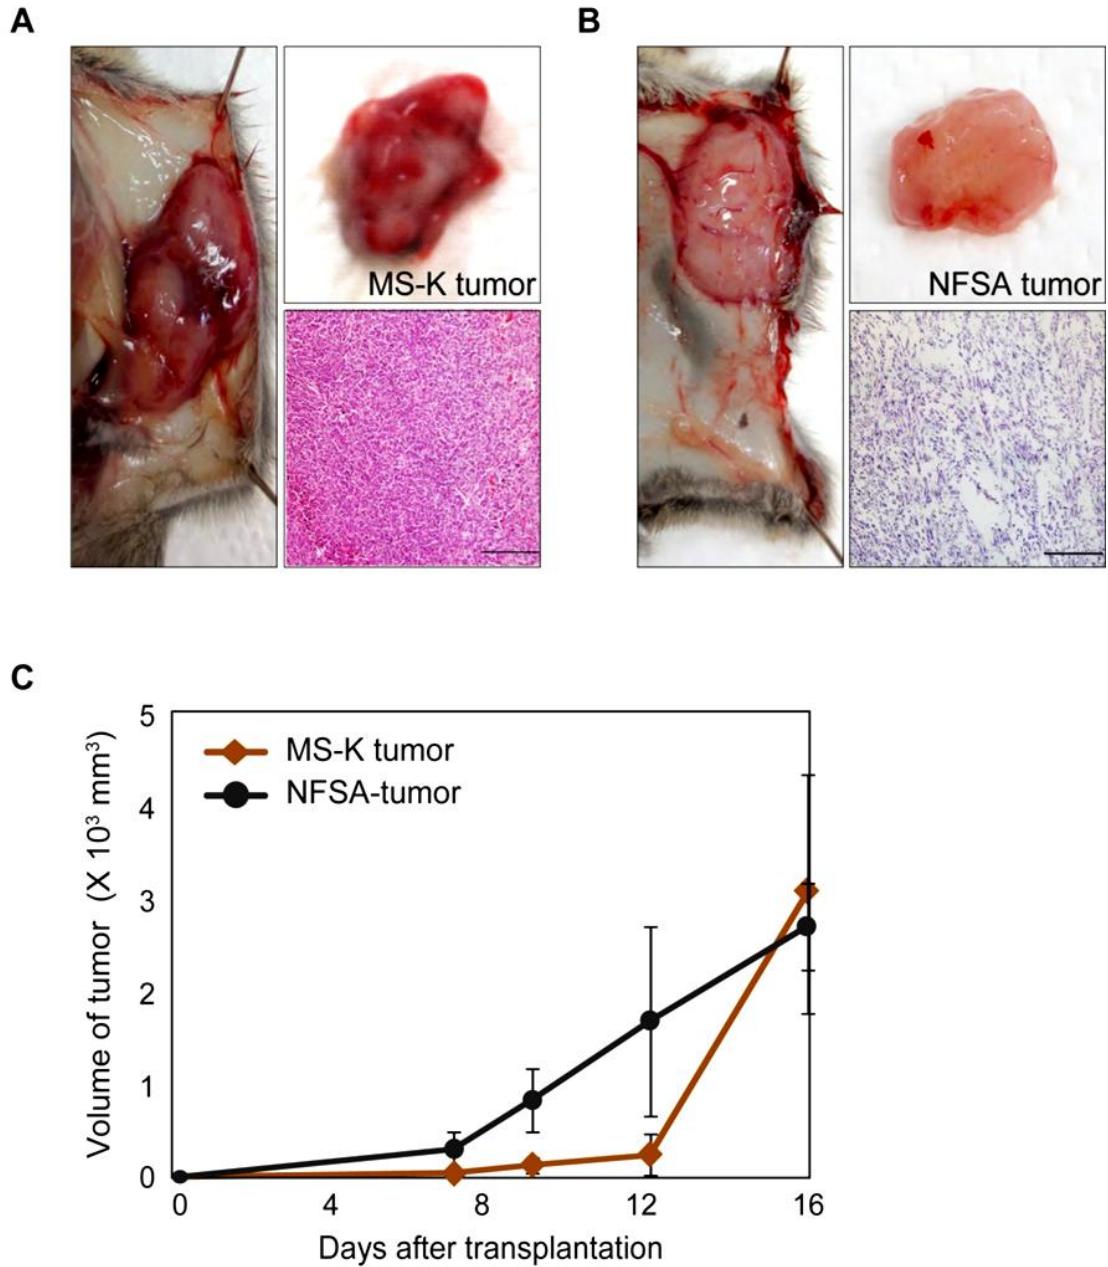 A
B
MS-K tumor
NFSA tumor
C
Volume of tumor (X 10³ mm³)
5
4
3
2
1
0
MS-K tumor
NFSA-tumor
0 4 8 12 16
Days after transplantation